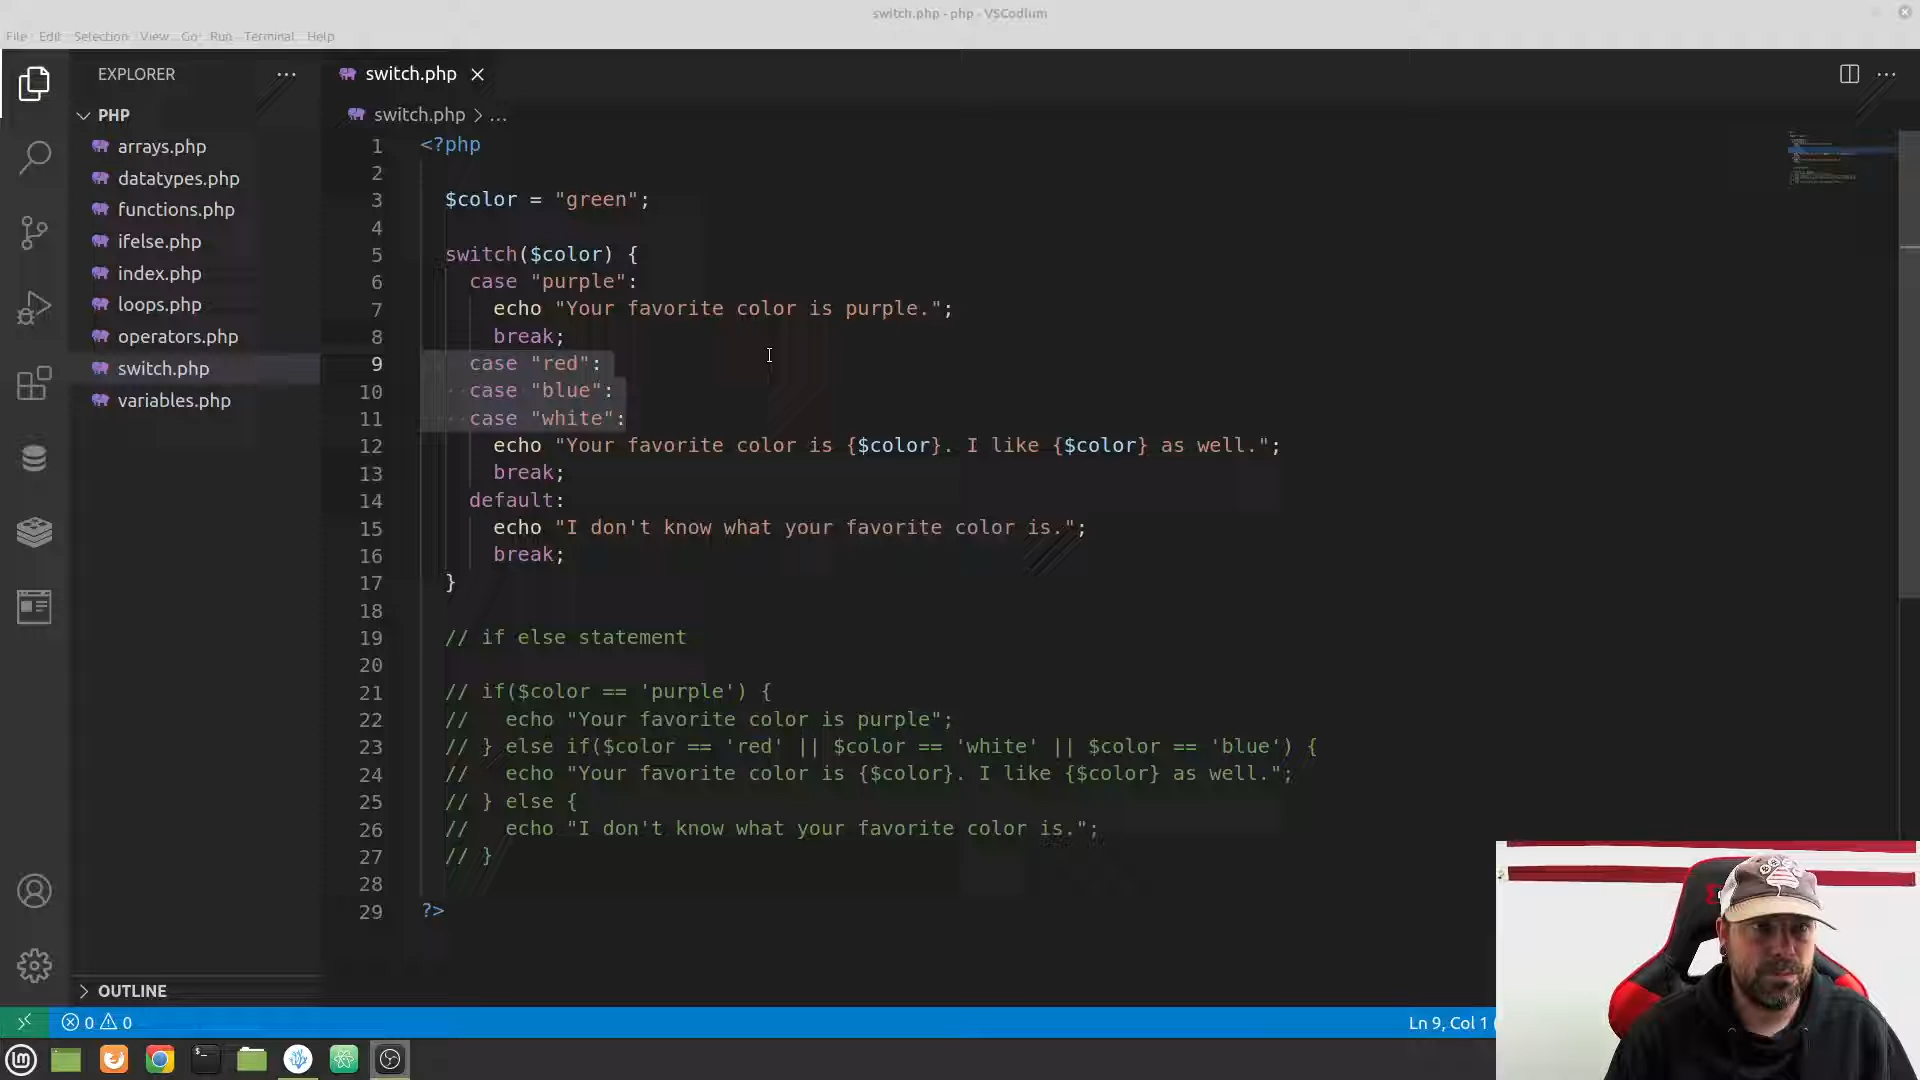 switch.php - php - VSCodium
File Edit Selection View Go Run Terminal Help
EXPLORER
switch.php
PHP
switch.php > ...
arrays.php
datatypes.php
functions.php
ifelse.php
index.php
loops.php
operators.php
switch.php
variables.php
1 <?php
2
3 $color = "green";
4
5 switch($color) {
6 case "purple":
7 echo "Your favorite color is purple.";
8 break;
9 case "red":
10 case "blue":
11 case "white":
12 echo "Your favorite color is {$color}. I like {$color} as well.";
13 break;
14 default:
15 echo "I don't know what your favorite color is.";
16 break;
17 }
18
19 // if else statement
20
21 // if($color == 'purple') {
22 // echo "Your favorite color is purple";
23 // } else if($color == 'red' || $color == 'white' || $color == 'blue') {
24 // echo "Your favorite color is {$color}. I like {$color} as well.";
25 // } else {
26 // echo "I don't know what your favorite color is.";
27 // }
28
29 ?>
OUTLINE
0 0
Ln 9, Col 1